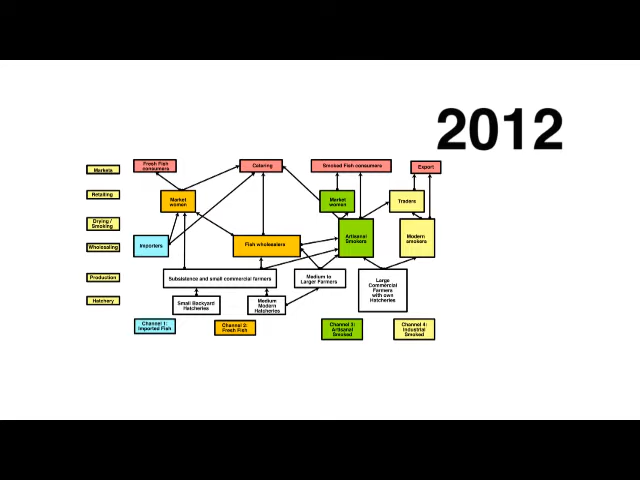 2012
Fresh Fish
consumers
Catering
Smoked Fish consumers
Export
Markets
Retailing
Market
women
Market
women
Traders
Drying /
Smoking
Wholesaling
Importers
Fish wholesalers
Artisanal
Smokers
Modern
smokers
Production
Subsistence and small commercial farmers
Medium to
Larger Farmers
Large
Commercial
Farmers
with own
Hatcheries
Hatchery
Small Backyard
Hatcheries
Medium
Modern
Hatcheries
Channel 1:
Imported Fish
Channel 2:
Fresh Fish
Channel 3:
Artisanal
Smoked
Channel 4:
Industrial
Smoked